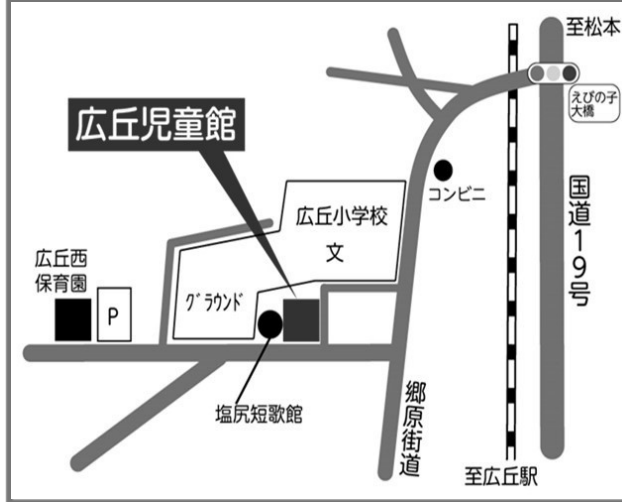 至松本
えびの子
大橋
広丘児童館
コンビニ
国道19号
広丘小学校
文
広丘西
保育園
P
グラウンド
塩尻短歌館
郷原街道
至広丘駅